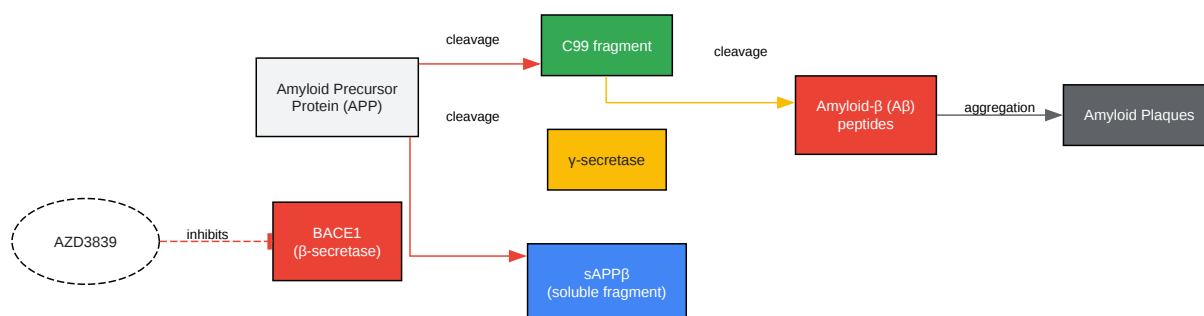 cleavage
C99 fragment
cleavage
Amyloid Precursor
Protein (APP)
Amyloid-β (Aβ)
peptides
aggregation
Amyloid Plaques
cleavage
γ-secretase
AZD3839
inhibits
BACE1
(β-secretase)
sAPPβ
(soluble fragment)